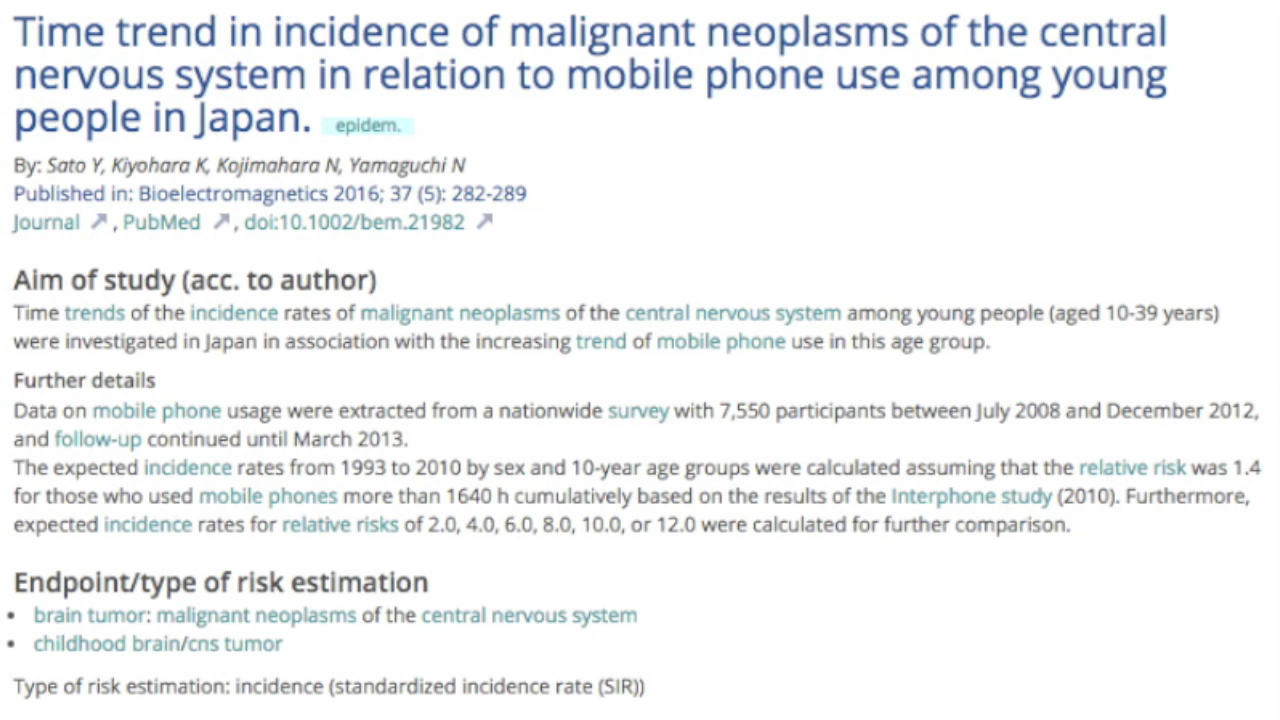 Time trend in incidence of malignant neoplasms of the central
nervous system in relation to mobile phone use among young
people in Japan. epidem.
By: Sato Y, Kiyohara K, Kojimahara N, Yamaguchi N
Published in: Bioelectromagnetics 2016; 37 (5): 282-289
Journal ↗ , PubMed ↗ , doi:10.1002/bem.21982 ↗
Aim of study (acc. to author)
Time trends of the incidence rates of malignant neoplasms of the central nervous system among young people (aged 10-39 years)
were investigated in Japan in association with the increasing trend of mobile phone use in this age group.
Further details
Data on mobile phone usage were extracted from a nationwide survey with 7,550 participants between July 2008 and December 2012,
and follow-up continued until March 2013.
The expected incidence rates from 1993 to 2010 by sex and 10-year age groups were calculated assuming that the relative risk was 1.4
for those who used mobile phones more than 1640 h cumulatively based on the results of the Interphone study (2010). Furthermore,
expected incidence rates for relative risks of 2.0, 4.0, 6.0, 8.0, 10.0, or 12.0 were calculated for further comparison.
Endpoint/type of risk estimation
• brain tumor: malignant neoplasms of the central nervous system
• childhood brain/cns tumor
Type of risk estimation: incidence (standardized incidence rate (SIR))